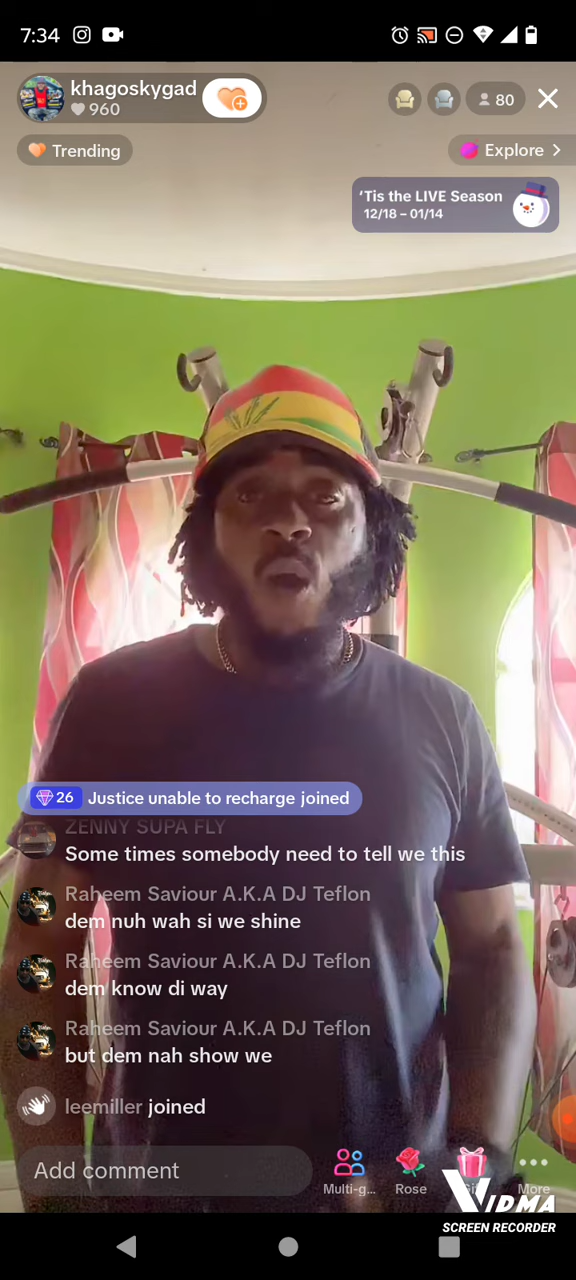 7:34
khagoskygad
960
80
Trending
Explore
'Tis the LIVE Season
12/18 – 01/14
26 Justice unable to recharge joined
ZENNY SUPA FLY
Some times somebody need to tell we this
Raheem Saviour A.K.A DJ Teflon
dem nuh wah si we shine
Raheem Saviour A.K.A DJ Teflon
dem know di way
Raheem Saviour A.K.A DJ Teflon
but dem nah show we
leemiller joined
Add comment
Multi-g...
Rose
More
VIDMA
SCREEN RECORDER